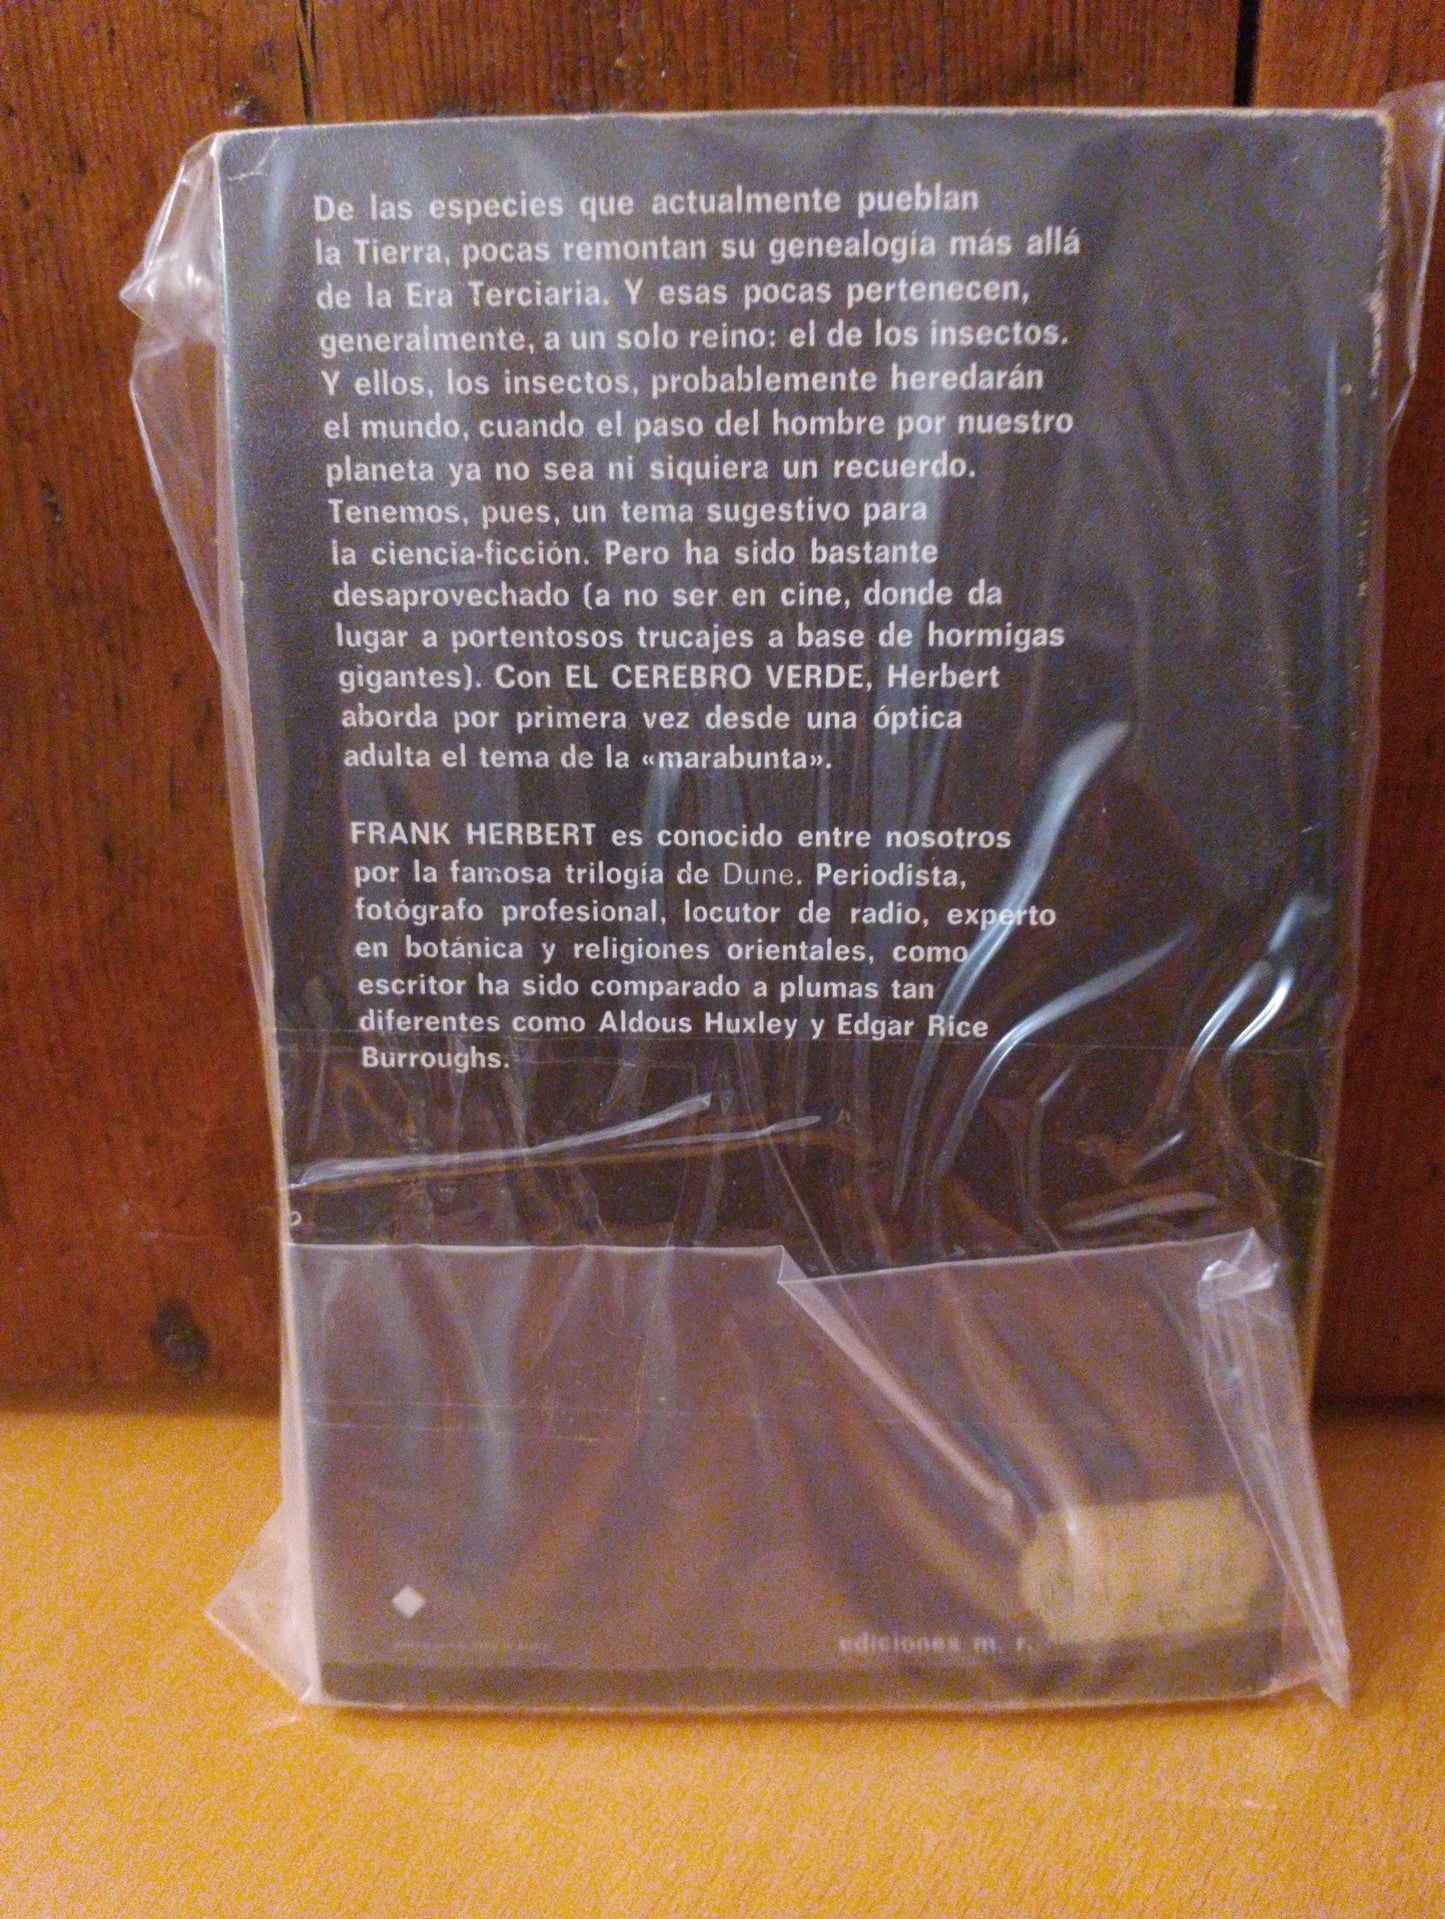 De las especies que actualmente pueblan
la Tierra, pocas remontan su genealogía más allá
de la Era Terciaria. Y esas pocas pertenecen,
generalmente, a un solo reino: el de los insectos.
Y ellos, los insectos, probablemente heredarán
el mundo, cuando el paso del hombre por nuestro
planeta ya no sea ni siquiera un recuerdo.
Tenemos, pues, un tema sugestivo para
la ciencia-ficción. Pero ha sido bastante
desaprovechado (a no ser en cine, donde da
lugar a portentosos trucajes a base de hormigas
gigantes). Con EL CEREBRO VERDE, Herbert
aborda por primera vez desde una óptica
adulta el tema de la «marabunta».
FRANK HERBERT es conocido entre nosotros
por la famosa trilogía de Dune. Periodista,
fotógrafo profesional, locutor de radio, experto
en botánica y religiones orientales, como
escritor ha sido comparado a plumas tan
diferentes como Aldous Huxley y Edgar Rice
Burroughs.
ediciones m. r.